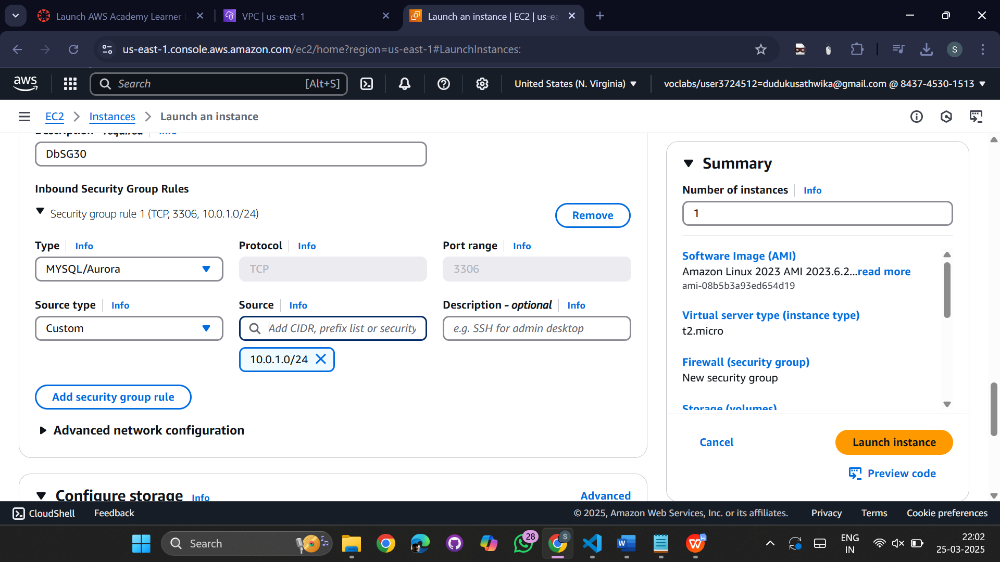 Launch AWS Academy Learner
VPC | us-east-1
Launch an instance | EC2 | us-ea
us-east-1.console.aws.amazon.com/ec2/home?region=us-east-1#LaunchInstances:
S
aws
Search
[Alt+S]
United States (N. Virginia)
voclabs/user3724512=dudukusathwika@gmail.com @ 8437-4530-1513
EC2
Instances
Launch an instance
Description - required
Info
DbSG30
Inbound Security Group Rules
Security group rule 1 (TCP, 3306, 10.0.1.0/24)
Remove
Type
Info
Protocol
Info
Port range
Info
MYSQL/Aurora
TCP
3306
Source type
Info
Source
Info
Description - optional
Info
Custom
Add CIDR, prefix list or security
e.g. SSH for admin desktop
10.0.1.0/24
Add security group rule
Advanced network configuration
Configure storage
Info
Advanced
Summary
Number of instances
Info
1
Software Image (AMI)
Amazon Linux 2023 AMI 2023.6.2...read more
ami-08b5b3a93ed654d19
Virtual server type (instance type)
t2.micro
Firewall (security group)
New security group
Storage (volumes)
Cancel
Launch instance
Preview code
CloudShell
Feedback
© 2025, Amazon Web Services, Inc. or its affiliates.
Privacy
Terms
Cookie preferences
Search
28
S
W
ENG
IN
22:02
25-03-2025